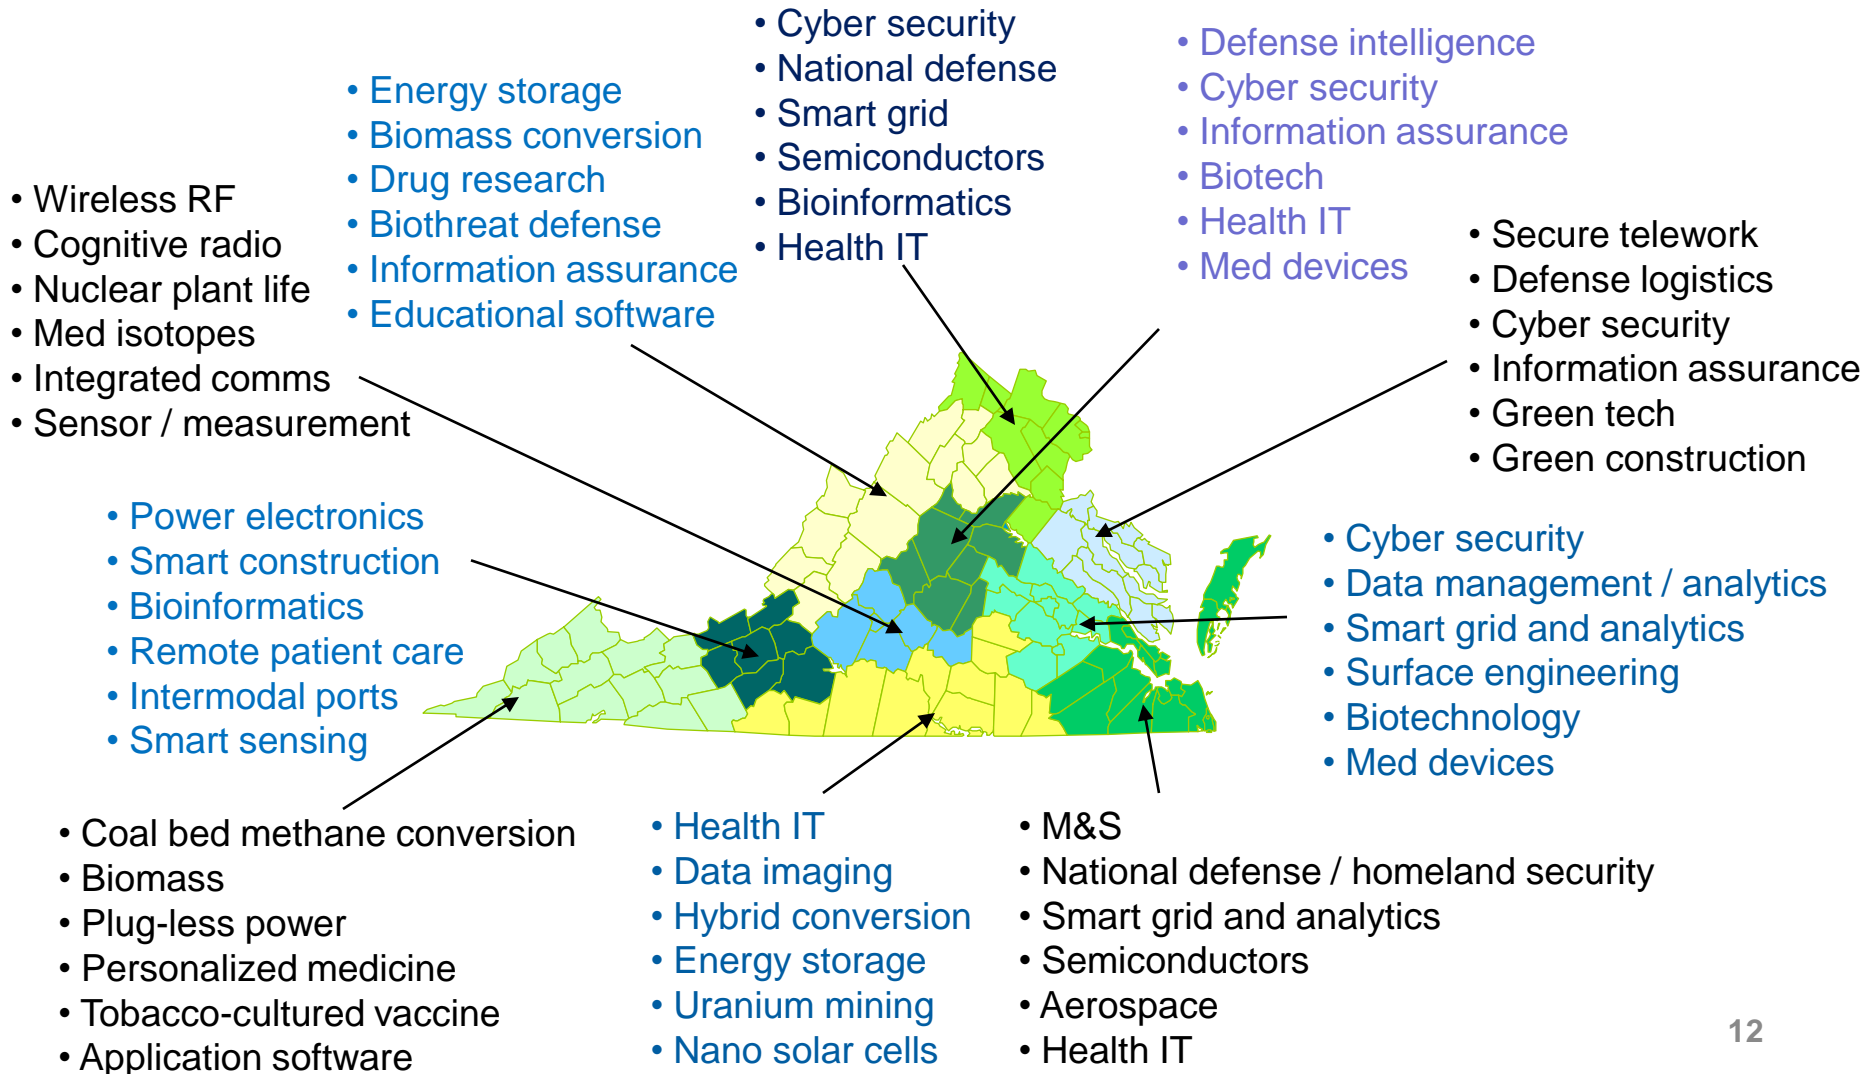 • Cyber security
• National defense
• Smart grid
• Semiconductors
• Bioinformatics
• Health IT
• Defense intelligence
• Cyber security
• Information assurance
• Biotech
• Health IT
• Med devices
• Energy storage
• Biomass conversion
• Drug research
• Biothreat defense
• Information assurance
• Educational software
• Wireless RF
• Cognitive radio
• Nuclear plant life
• Med isotopes
• Integrated comms
• Sensor / measurement
• Secure telework
• Defense logistics
• Cyber security
• Information assurance
• Green tech
• Green construction
• Power electronics
• Smart construction
• Bioinformatics
• Remote patient care
• Intermodal ports
• Smart sensing
• Cyber security
• Data management / analytics
• Smart grid and analytics
• Surface engineering
• Biotechnology
• Med devices
• Coal bed methane conversion
• Biomass
• Plug-less power
• Personalized medicine
• Tobacco-cultured vaccine
• Application software
• Health IT
• Data imaging
• Hybrid conversion
• Energy storage
• Uranium mining
• Nano solar cells
• M&S
• National defense / homeland security
• Smart grid and analytics
• Semiconductors
• Aerospace
• Health IT
12